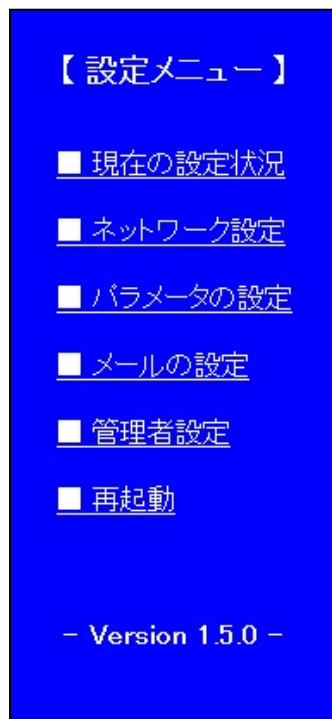 【 設定メニュー 】
■ 現在の設定状況
■ ネットワーク設定
■ パラメータの設定
■ メールの設定
■ 管理者設定
■ 再起動
− Version 1.5.0 −